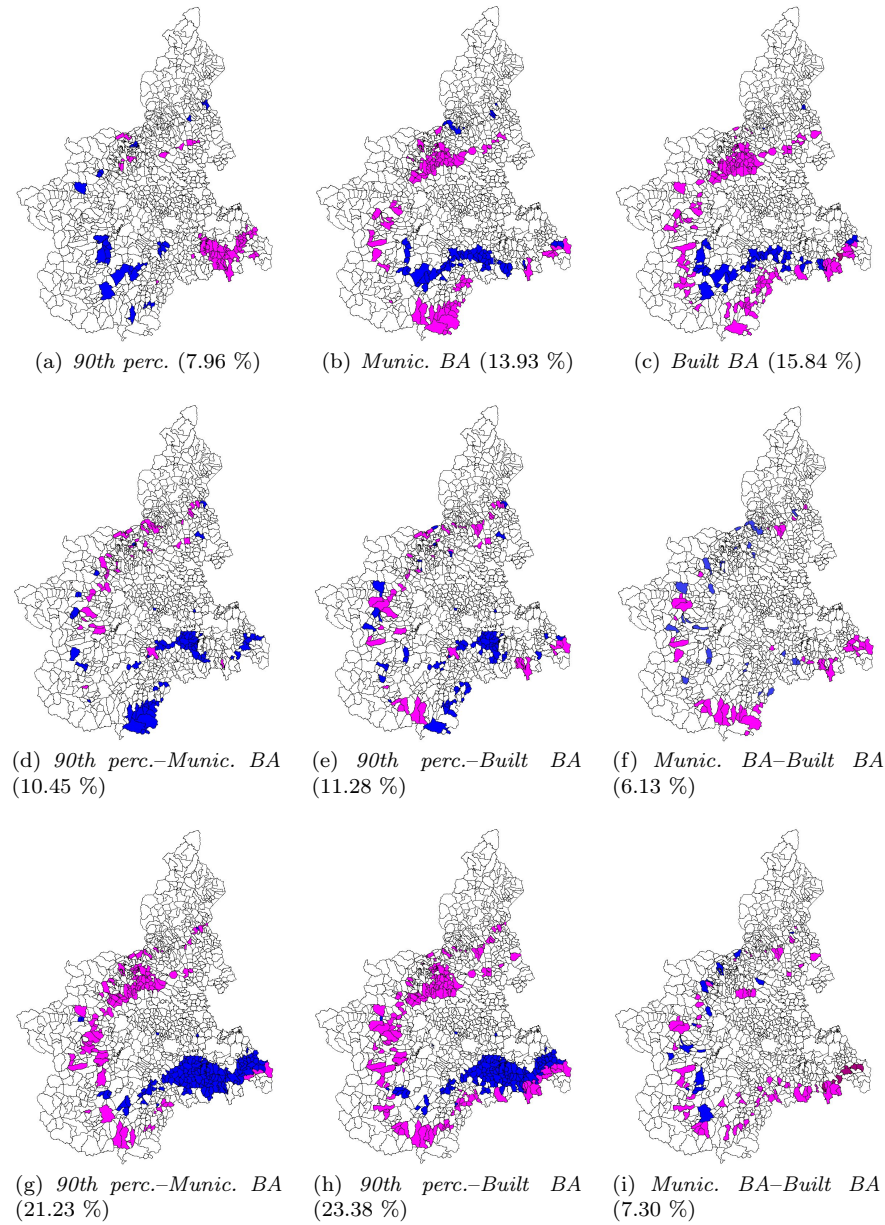 (a) 90th perc. (7.96 %)
(b) Munic. BA (13.93 %)
(c) Built BA (15.84 %)
(d) 90th perc.–Munic. BA
(10.45 %)
(e) 90th perc.–Built BA
(11.28 %)
(f) Munic. BA–Built BA
(6.13 %)
(g) 90th perc.–Munic. BA
(21.23 %)
(h) 90th perc.–Built BA
(23.38 %)
(i) Munic. BA–Built BA
(7.30 %)